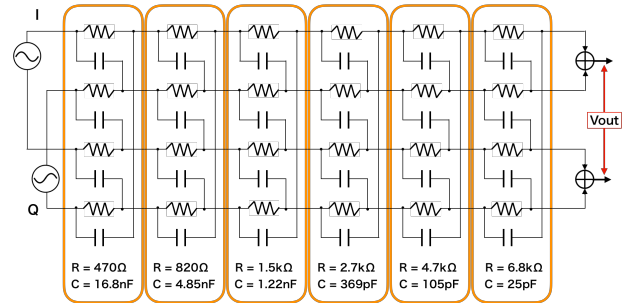 I
Q
Vout
R = 470Ω
C = 16.8nF
R = 820Ω
C = 4.85nF
R = 1.5kΩ
C = 1.22nF
R = 2.7kΩ
C = 369pF
R = 4.7kΩ
C = 105pF
R = 6.8kΩ
C = 25pF